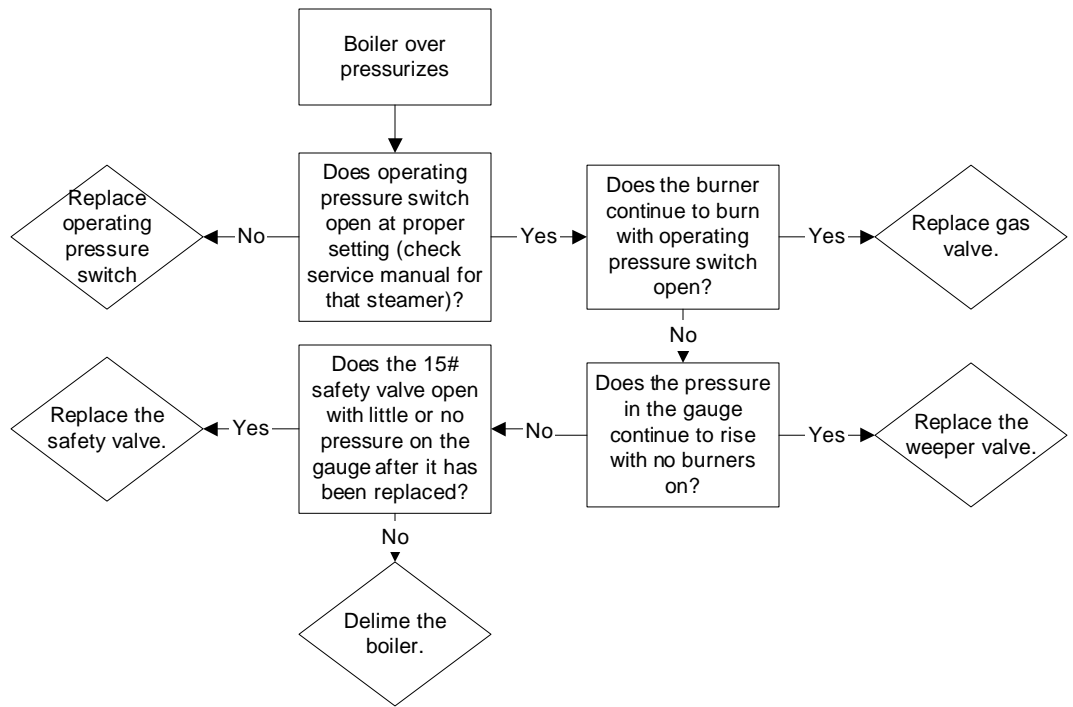 Boiler over
pressurizes
Replace
operating
pressure
switch
No
Does operating
pressure switch
open at proper
setting (check
service manual for
that steamer)?
Yes
Does the burner
continue to burn
with operating
pressure switch
open?
Yes
Replace gas
valve.
No
Replace the
safety valve.
Yes
Does the 15#
safety valve open
with little or no
pressure on the
gauge after it has
been replaced?
No
Does the pressure
in the gauge
continue to rise
with no burners
on?
Yes
Replace the
weeper valve.
No
Delime the
boiler.